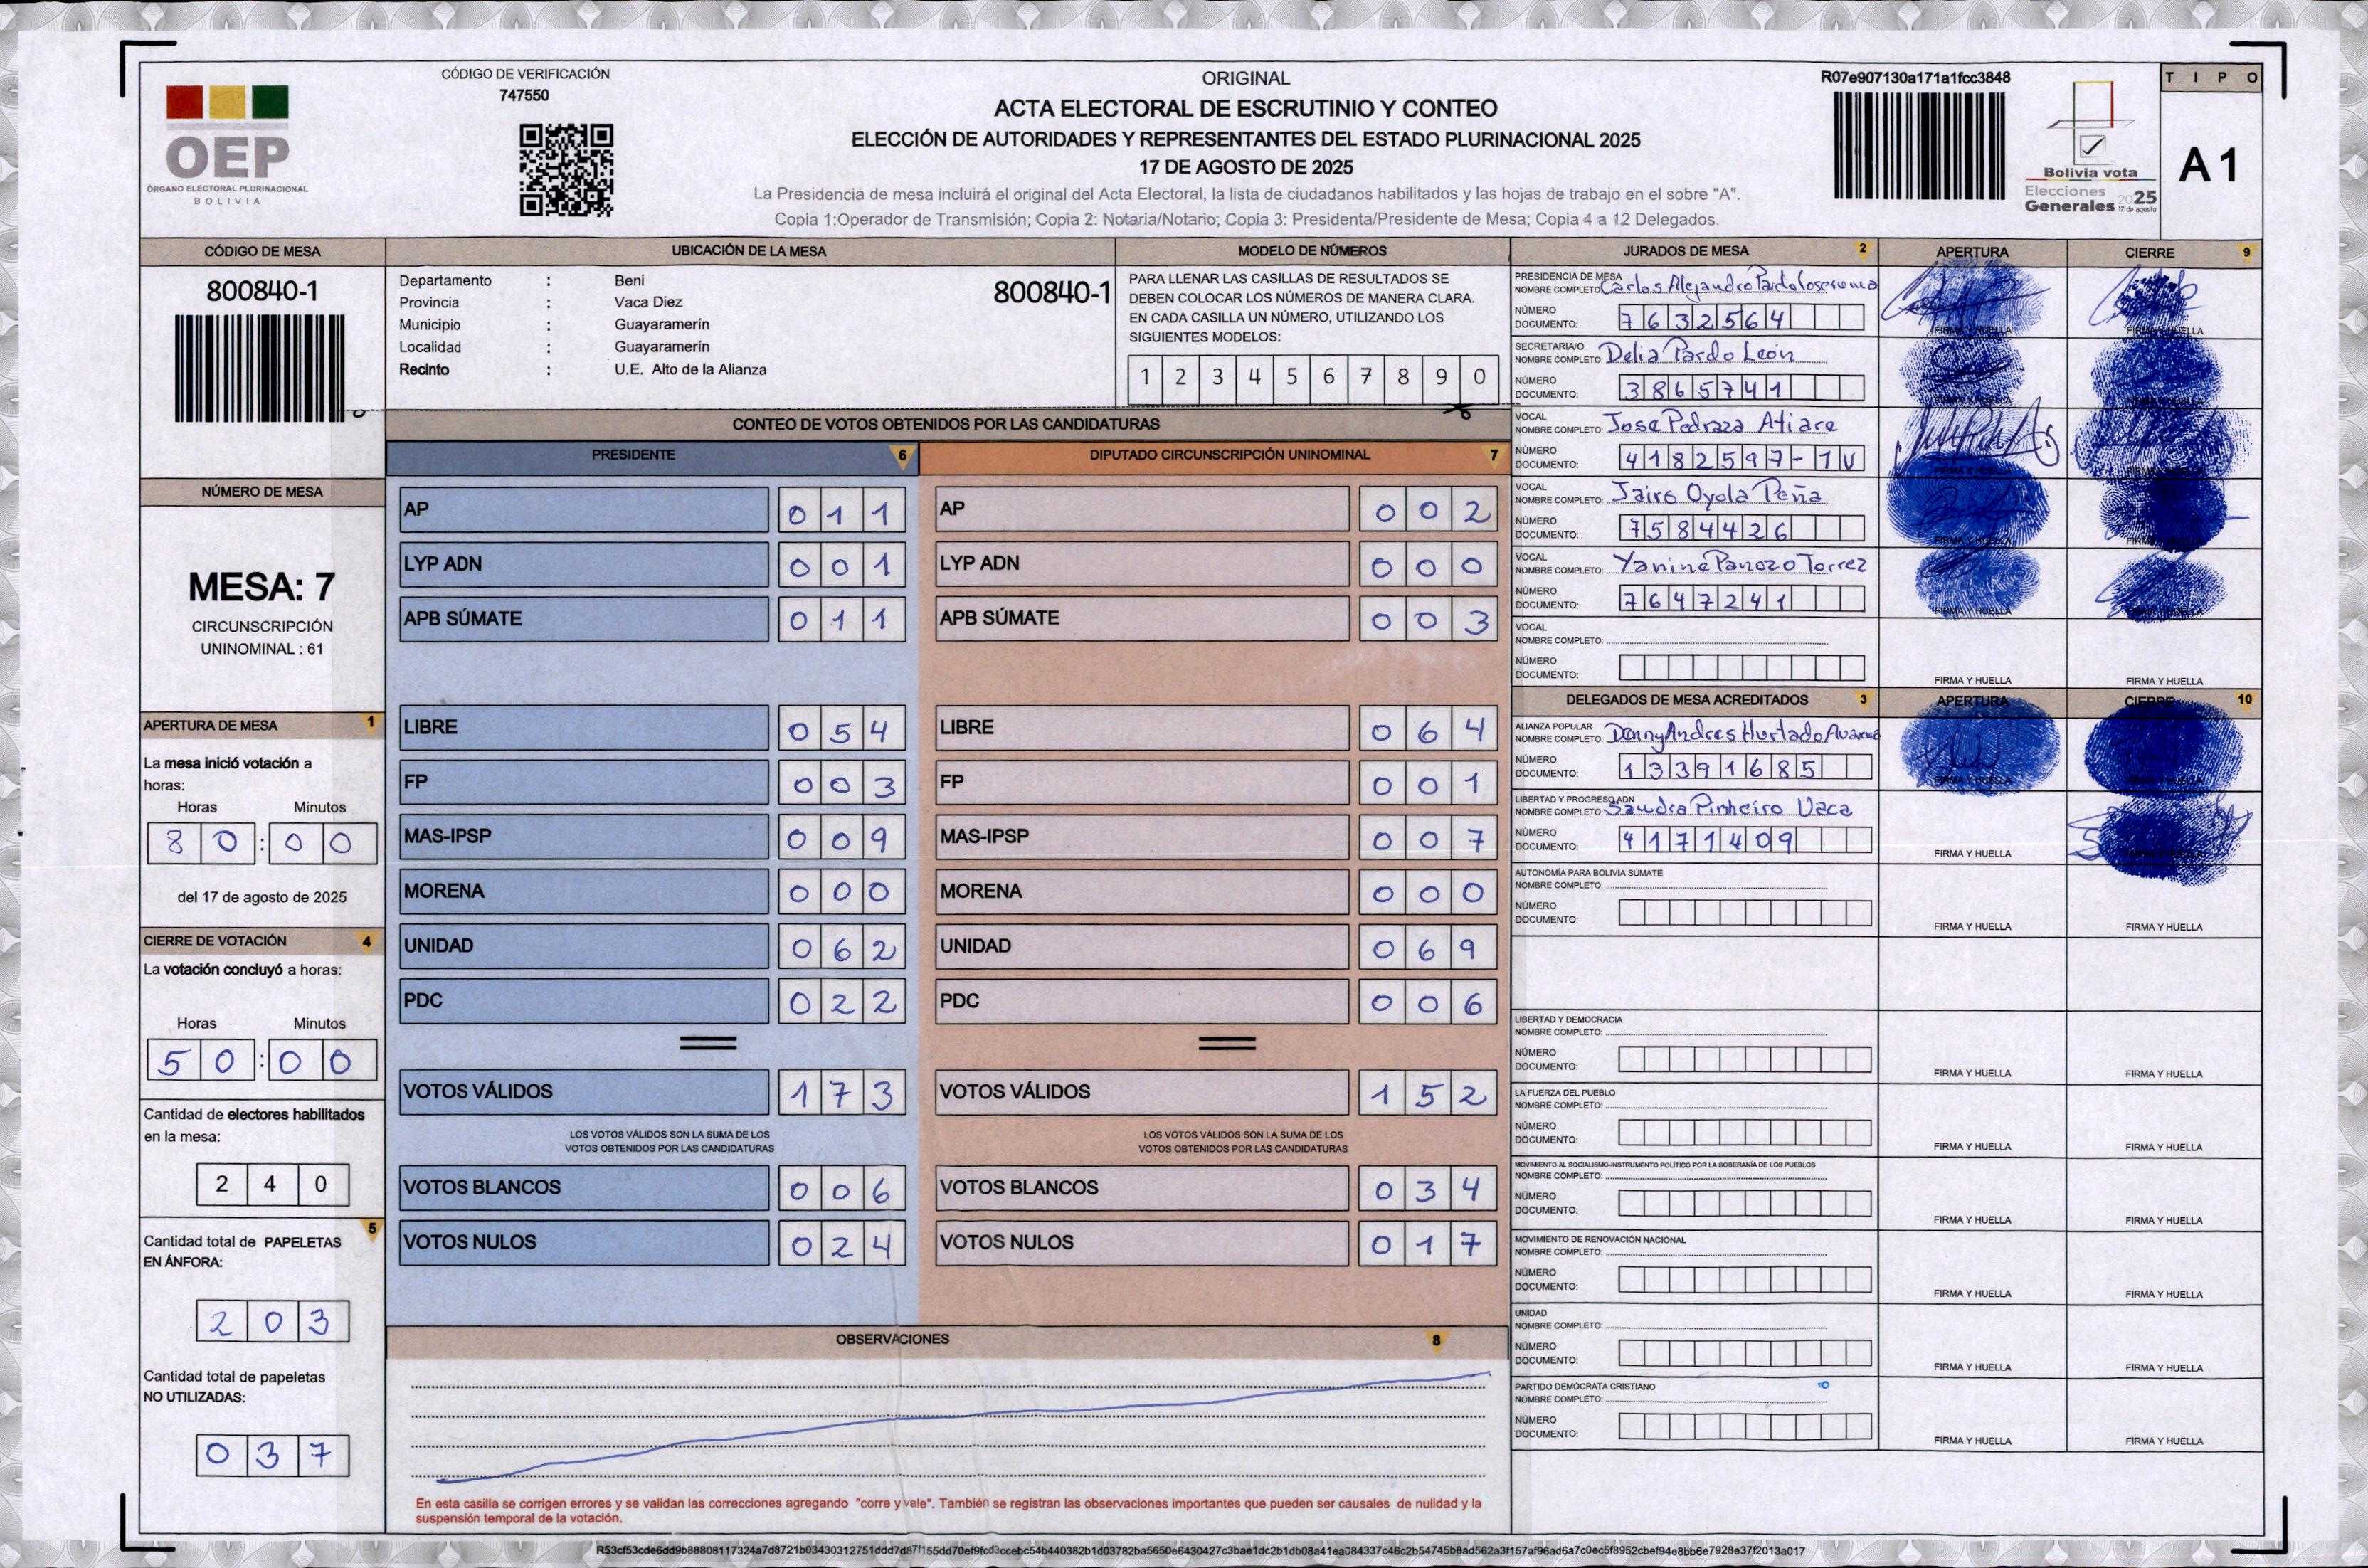 CÓDIGO DE VERIFICACIÓN
747550
OEP
ÓRGANO ELECTORAL PLURINACIONAL
BOLIVIA
ORIGINAL
ACTA ELECTORAL DE ESCRUTINIO Y CONTEO
ELECCIÓN DE AUTORIDADES Y REPRESENTANTES DEL ESTADO PLURINACIONAL 2025
17 DE AGOSTO DE 2025
La Presidencia de mesa incluirá el original del Acta Electoral, la lista de ciudadanos habilitados y las hojas de trabajo en el sobre "A".
Copia 1:Operador de Transmisión; Copia 2: Notaria/Notario; Copia 3: Presidenta/Presidente de Mesa; Copia 4 a 12 Delegados.
R07e907130a171a1fcc3848
Bolivia vota
Elecciones
Generales 2025
17 de agosto
TIPO
A1
CÓDIGO DE MESA
800840-1
NÚMERO DE MESA
MESA: 7
CIRCUNSCRIPCIÓN
UNINOMINAL : 61
APERTURA DE MESA 1
La mesa inició votación a
horas:
Horas Minutos
8 0 : 0 0
del 17 de agosto de 2025
CIERRE DE VOTACIÓN 4
La votación concluyó a horas:
Horas Minutos
5 0 : 0 0
Cantidad de electores habilitados
en la mesa:
2 4 0
5
Cantidad total de PAPELETAS
EN ÁNFORA:
2 0 3
Cantidad total de papeletas
NO UTILIZADAS:
0 3 7
UBICACIÓN DE LA MESA
Departamento : Beni 800840-1
Provincia : Vaca Diez
Municipio : Guayaramerín
Localidad : Guayaramerín
Recinto : U.E. Alto de la Alianza
MODELO DE NÚMEROS
PARA LLENAR LAS CASILLAS DE RESULTADOS SE
DEBEN COLOCAR LOS NÚMEROS DE MANERA CLARA.
EN CADA CASILLA UN NÚMERO, UTILIZANDO LOS
SIGUIENTES MODELOS:
1 2 3 4 5 6 7 8 9 0
CONTEO DE VOTOS OBTENIDOS POR LAS CANDIDATURAS
PRESIDENTE 6
AP 0 1 1
LYP ADN 0 0 1
APB SÚMATE 0 1 1
LIBRE 0 5 4
FP 0 0 3
MAS-IPSP 0 0 9
MORENA 0 0 0
UNIDAD 0 6 2
PDC 0 2 2
VOTOS VÁLIDOS 1 7 3
LOS VOTOS VÁLIDOS SON LA SUMA DE LOS
VOTOS OBTENIDOS POR LAS CANDIDATURAS
VOTOS BLANCOS 0 0 6
VOTOS NULOS 0 2 4
DIPUTADO CIRCUNSCRIPCIÓN UNINOMINAL 7
AP 0 0 2
LYP ADN 0 0 0
APB SÚMATE 0 0 3
LIBRE 0 6 4
FP 0 0 1
MAS-IPSP 0 0 7
MORENA 0 0 0
UNIDAD 0 6 9
PDC 0 0 6
VOTOS VÁLIDOS 1 5 2
LOS VOTOS VÁLIDOS SON LA SUMA DE LOS
VOTOS OBTENIDOS POR LAS CANDIDATURAS
VOTOS BLANCOS 0 3 4
VOTOS NULOS 0 1 7
OBSERVACIONES 8
En esta casilla se corrigen errores y se validan las correcciones agregando "corre y vale". También se registran las observaciones importantes que pueden ser causales de nulidad y la
suspensión temporal de la votación.
JURADOS DE MESA 2 APERTURA CIERRE 9
PRESIDENCIA DE MESA
NOMBRE COMPLETO: Carlos Alejandro Pardo
NÚMERO
DOCUMENTO: 7632564
FIRMA Y HUELLA FIRMA Y HUELLA
SECRETARIA/O
NOMBRE COMPLETO: Delia Pardo León
NÚMERO
DOCUMENTO: 3865741
VOCAL
NOMBRE COMPLETO: Jose Pedraza Atiare
NÚMERO
DOCUMENTO: 4182597-1V
FIRMA Y HUELLA
VOCAL
NOMBRE COMPLETO: Jairo Oyola Peña
NÚMERO
DOCUMENTO: 7584426
FIRMA Y HUELLA FIRMA Y HUELLA
VOCAL
NOMBRE COMPLETO: Yanine Panozo Torrez
NÚMERO
DOCUMENTO: 7647241
FIRMA Y HUELLA FIRMA Y HUELLA
VOCAL
NOMBRE COMPLETO:
NÚMERO
DOCUMENTO:
FIRMA Y HUELLA FIRMA Y HUELLA
DELEGADOS DE MESA ACREDITADOS 3 APERTURA CIERRE 10
ALIANZA POPULAR
NOMBRE COMPLETO: Danny Andres Hurtado
NÚMERO
DOCUMENTO: 13391685
FIRMA Y HUELLA FIRMA Y HUELLA
LIBERTAD Y PROGRESO ADN
NOMBRE COMPLETO: Sandra Pinheiro Vaca
NÚMERO
DOCUMENTO: 4171409
FIRMA Y HUELLA
AUTONOMÍA PARA BOLIVIA SÚMATE
NOMBRE COMPLETO:
NÚMERO
DOCUMENTO:
FIRMA Y HUELLA FIRMA Y HUELLA
LIBERTAD Y DEMOCRACIA
NOMBRE COMPLETO:
NÚMERO
DOCUMENTO:
FIRMA Y HUELLA FIRMA Y HUELLA
LA FUERZA DEL PUEBLO
NOMBRE COMPLETO:
NÚMERO
DOCUMENTO:
FIRMA Y HUELLA FIRMA Y HUELLA
MOVIMIENTO AL SOCIALISMO-INSTRUMENTO POLÍTICO POR LA SOBERANÍA DE LOS PUEBLOS
NOMBRE COMPLETO:
NÚMERO
DOCUMENTO:
FIRMA Y HUELLA FIRMA Y HUELLA
MOVIMIENTO DE RENOVACIÓN NACIONAL
NOMBRE COMPLETO:
NÚMERO
DOCUMENTO:
FIRMA Y HUELLA FIRMA Y HUELLA
UNIDAD
NOMBRE COMPLETO:
NÚMERO
DOCUMENTO:
FIRMA Y HUELLA FIRMA Y HUELLA
PARTIDO DEMÓCRATA CRISTIANO
NOMBRE COMPLETO:
NÚMERO
DOCUMENTO:
FIRMA Y HUELLA FIRMA Y HUELLA